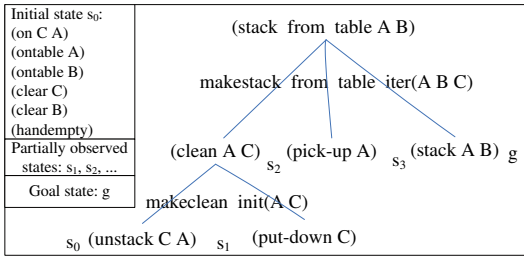 Initial state s0:
(on C A)
(ontable A)
(ontable B)
(clear C)
(clear B)
(handempty)
Partially observed
states: s1, s2, ...
Goal state: g
(stack from table A B)
makestack from table iter(A B C)
(clean A C) s2 (pick-up A) s3 (stack A B) g
makeclean init(A C)
s0 (unstack C A) s1 (put-down C)